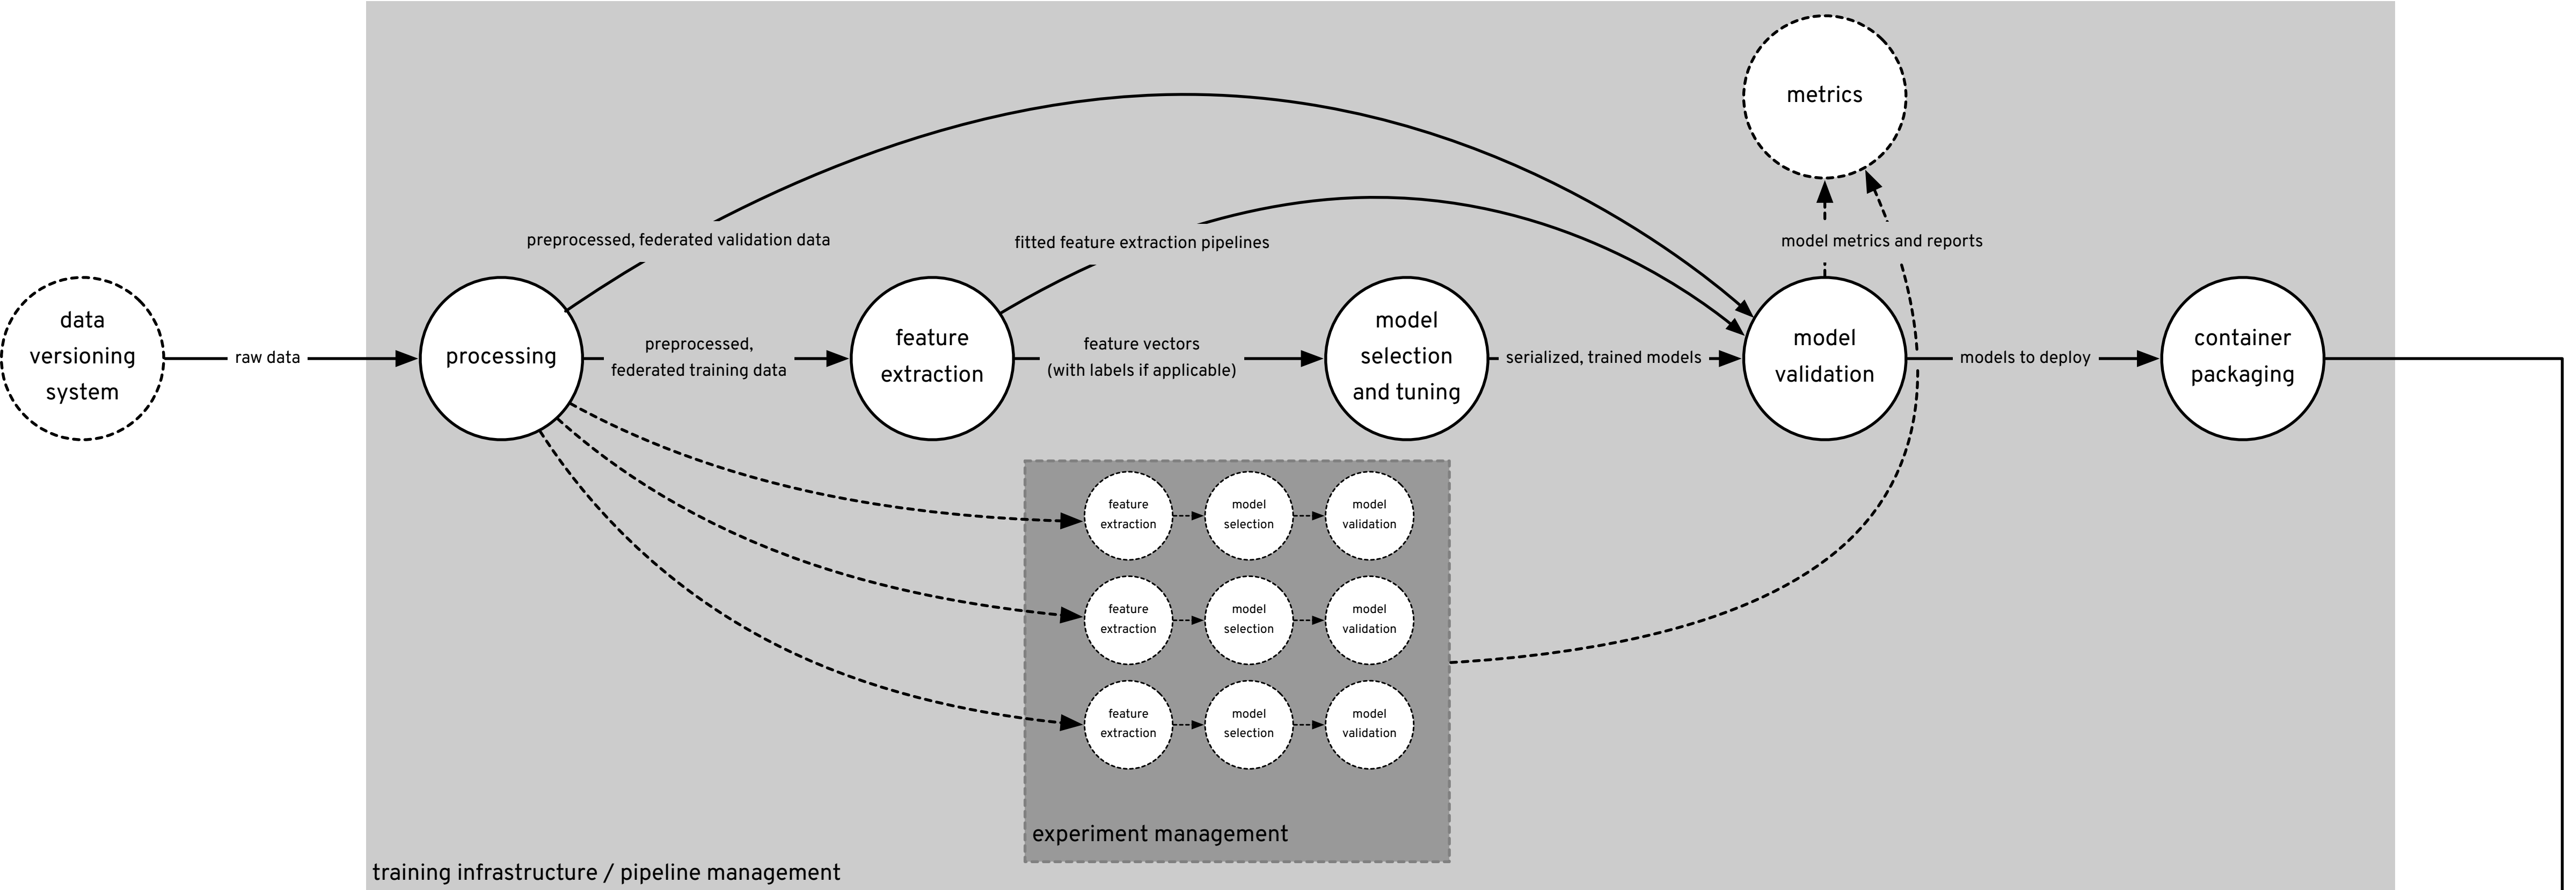 metrics
preprocessed, federated validation data
fitted feature extraction pipelines
model metrics and reports
data
versioning
system
raw data
processing
preprocessed,
federated training data
feature
extraction
feature vectors
(with labels if applicable)
model
selection
and tuning
serialized, trained models
model
validation
models to deploy
container
packaging
feature
extraction
model
selection
model
validation
feature
extraction
model
selection
model
validation
feature
extraction
model
selection
model
validation
experiment management
training infrastructure / pipeline management